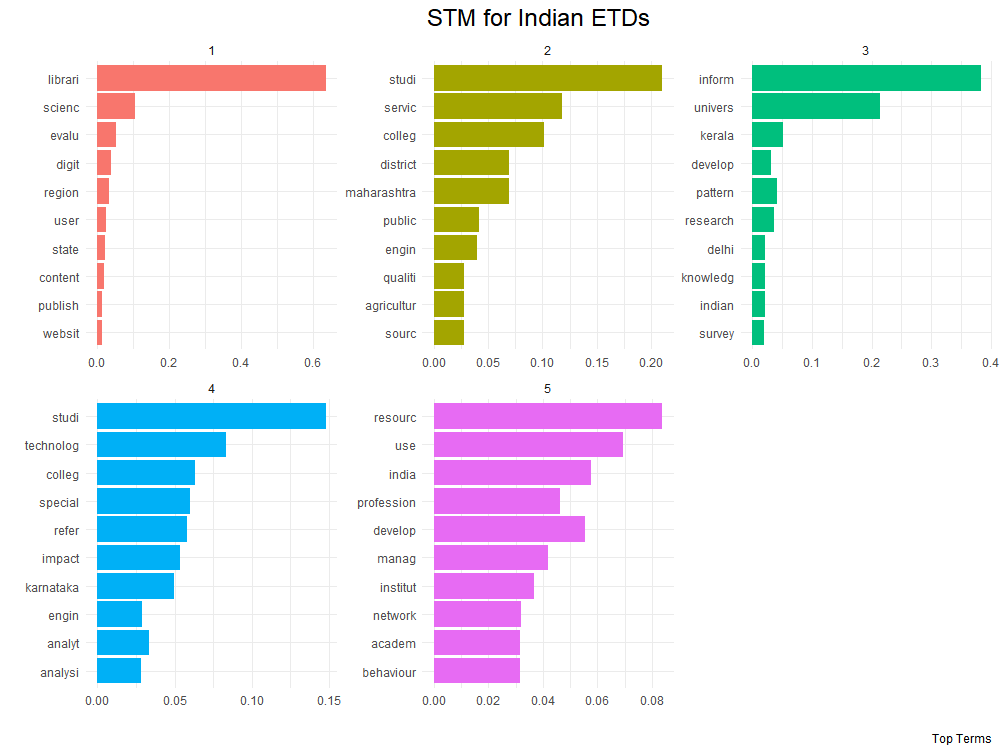 STM for Indian ETDs
1
librari
scienc
evalu
digit
region
user
state
content
publish
websit
0.0 0.2 0.4 0.6
2
studi
servic
colleg
district
maharashtra
public
engin
qualiti
agricultur
sourc
0.00 0.05 0.10 0.15 0.20
3
inform
univers
kerala
develop
pattern
research
delhi
knowledg
indian
survey
0.0 0.1 0.2 0.3 0.4
4
studi
technolog
colleg
special
refer
impact
karnataka
engin
analyt
analysi
0.00 0.05 0.10 0.15
5
resourc
use
india
profession
develop
manag
institut
network
academ
behaviour
0.00 0.02 0.04 0.06 0.08
Top Terms